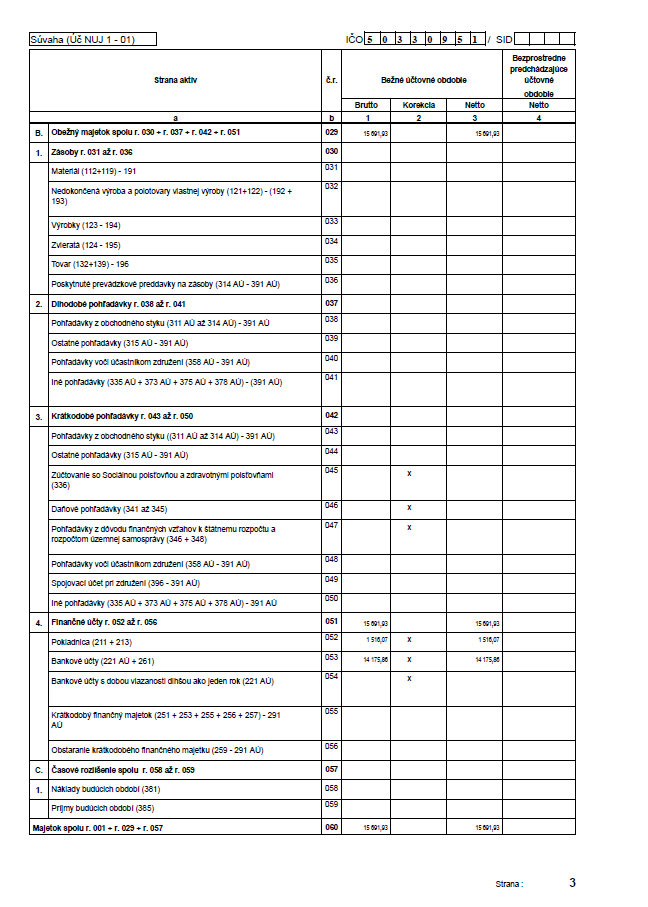 Súvaha (Úč NUJ 1 - 01) IČO 5 0 3 3 0 9 5 1 / SID
Strana aktív č.r. Bežné účtovné obdobie Bezprostredne predchádzajúce účtovné obdobie
Brutto Korekcia Netto Netto
a b 1 2 3 4
B. Obežný majetok spolu r. 030 + r. 037 + r. 042 + r. 051 029 15 691,93 15 691,93
1. Zásoby r. 031 až r. 036 030
Materiál (112+119) - 191 031
Nedokončená výroba a polotovary vlastnej výroby (121+122) - (192 + 032
193)
Výrobky (123 - 194) 033
Zvieratá (124 - 195) 034
Tovar (132+139) - 196 035
Poskytnuté prevádzkové preddavky na zásoby (314 AÚ - 391 AÚ) 036
2. Dlhodobé pohľadávky r. 038 až r. 041 037
Pohľadávky z obchodného styku (311 AÚ až 314 AÚ) - 391 AÚ 038
Ostatné pohľadávky (315 AÚ - 391 AÚ) 039
Pohľadávky voči účastníkom združení (358 AÚ - 391 AÚ) 040
Iné pohľadávky (335 AÚ + 373 AÚ + 375 AÚ + 378 AÚ) - (391 AÚ) 041
3. Krátkodobé pohľadávky r. 043 až r. 050 042
Pohľadávky z obchodného styku ((311 AÚ až 314 AÚ) - 391 AÚ) 043
Ostatné pohľadávky (315 AÚ - 391 AÚ) 044
Zúčtovanie so Sociálnou poisťovňou a zdravotnými poisťovňami 045 x
(336)
Daňové pohľadávky (341 až 345) 046 x
Pohľadávky z dôvodu finančných vzťahov k štátnemu rozpočtu a 047 x
rozpočtom územnej samosprávy (346 + 348)
Pohľadávky voči účastníkom združení (358 AÚ - 391 AÚ) 048
Spojovací účet pri združení (396 - 391 AÚ) 049
Iné pohľadávky (335 AÚ + 373 AÚ + 375 AÚ + 378 AÚ) - 391 AÚ 050
4. Finančné účty r. 052 až r. 056 051 15 691,93 15 691,93
Pokladnica (211 + 213) 052 1 516,07 x 1 516,07
Bankové účty (221 AÚ + 261) 053 14 175,86 x 14 175,86
Bankové účty s dobou viazanosti dlhšou ako jeden rok (221 AÚ) 054 x
Krátkodobý finančný majetok (251 + 253 + 255 + 256 + 257) - 291 055
AÚ
Obstaranie krátkodobého finančného majetku (259 - 291 AÚ) 056
C. Časové rozlíšenie spolu r. 058 až r. 059 057
1. Náklady budúcich období (381) 058
Príjmy budúcich období (385) 059
Majetok spolu r. 001 + r. 029 + r. 057 060 15 691,93 15 691,93
Strana : 3